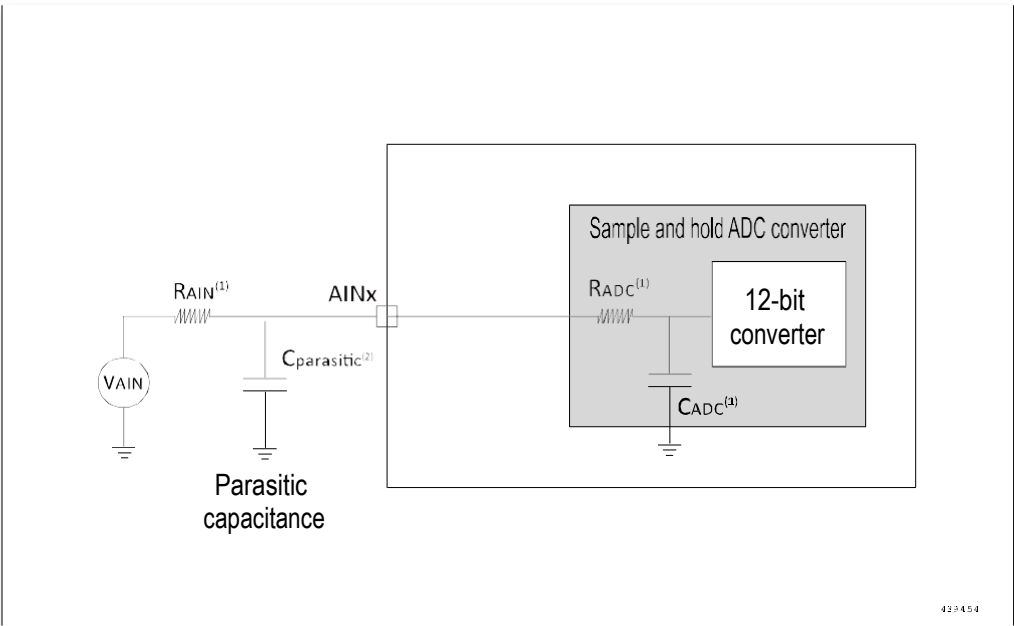 Sample and hold ADC converter
RAIN(1)
AINx
RADC(1)
12-bit
converter
VAIN
Cparasitic(2)
CADC(1)
Parasitic
capacitance
439454